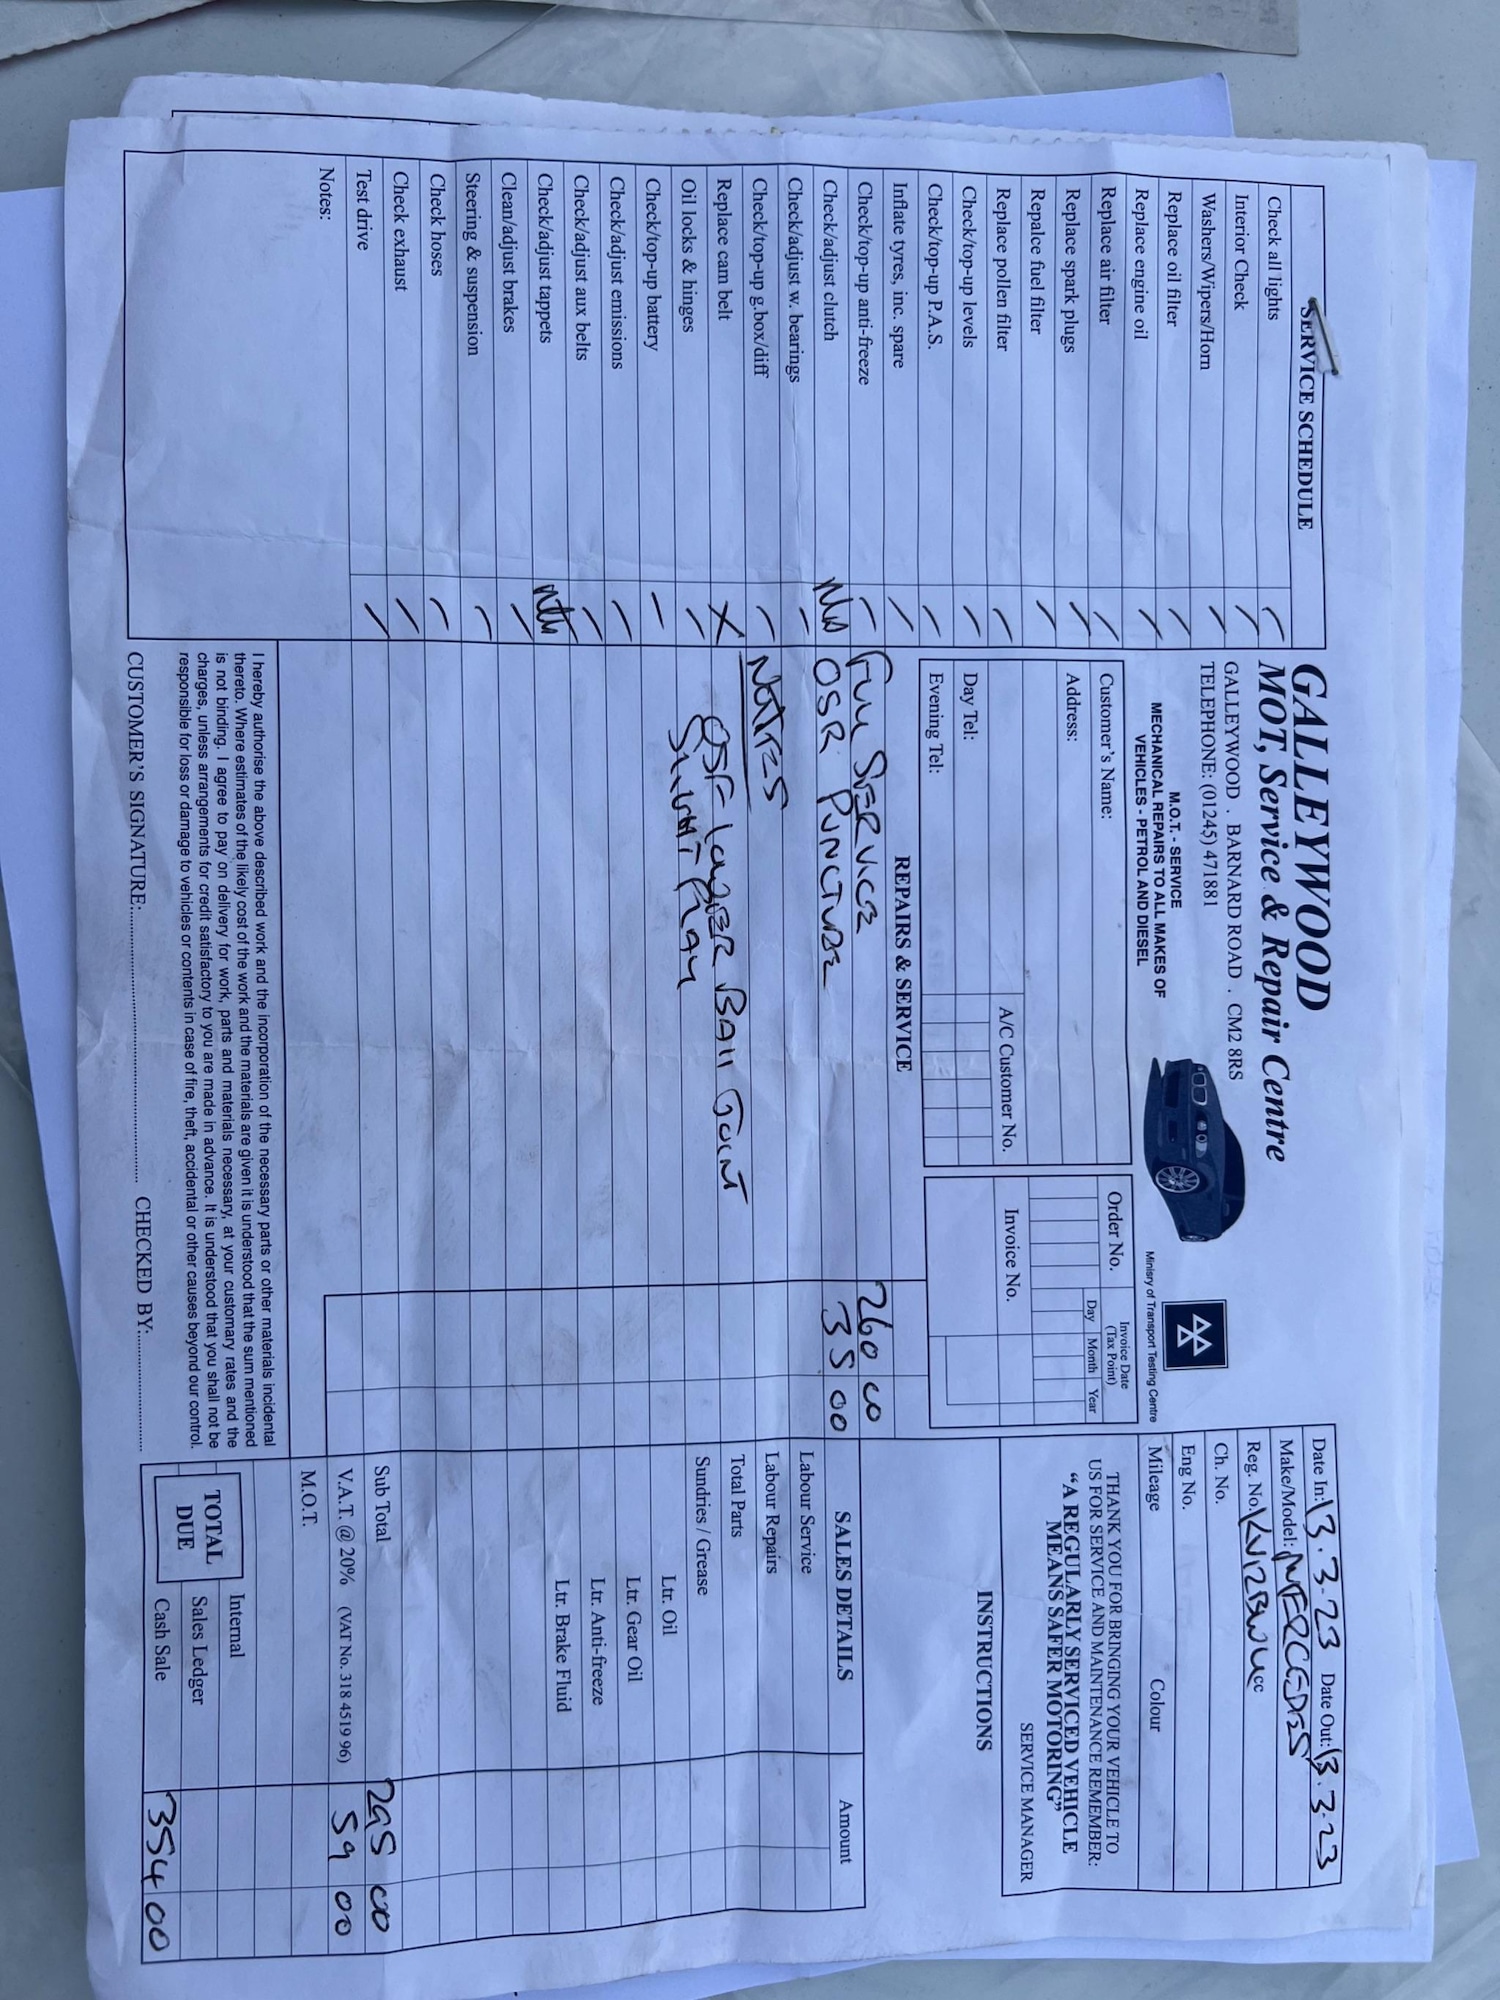 SERVICE SCHEDULE
Check all lights /
Interior Check /
Washers/Wipers/Horn /
Replace oil filter /
Replace engine oil /
Replace air filter /
Replace spark plugs /
Repalce fuel filter /
Replace pollen filter /
Check/top-up levels /
Check/top-up P.A.S. /
Inflate tyres, inc. spare /
Check/top-up anti-freeze /
Check/adjust clutch
Check/adjust w. bearings /
Check/top-up g.box/diff /
Replace cam belt X
Oil locks & hinges /
Check/top-up battery /
Check/adjust emissions /
Check/adjust aux belts /
Check/adjust tappets
Clean/adjust brakes /
Steering & suspension /
Check hoses /
Check exhaust /
Test drive /
Notes:
GALLEYWOOD
MOT, Service & Repair Centre
GALLEYWOOD . BARNARD ROAD . CM2 8RS
TELEPHONE: (01245) 471881
M.O.T. - SERVICE
MECHANICAL REPAIRS TO ALL MAKES OF
VEHICLES - PETROL AND DIESEL
Minisry of Transport Testing Centre
Customer's Name:
Address:
A/C Customer No.
Day Tel:
Evening Tel:
Order No.
Invoice Date
(Tax Point)
Day Month Year
Invoice No.
REPAIRS & SERVICE
FULL SERVICE 260 00
OSR PUNCTURE 35 00
NOTES
OSF LOWER BALL JOINT
SLIGHT PLAY
Date In: 13.3.23 Date Out: 13.3.23
Make/Model: MERCEDES
Reg. No.
Ch. No.
Eng No.
Mileage Colour
THANK YOU FOR BRINGING YOUR VEHICLE TO
US FOR SERVICE AND MAINTENANCE REMEMBER:
"A REGULARLY SERVICED VEHICLE
MEANS SAFER MOTORING"
SERVICE MANAGER
INSTRUCTIONS
SALES DETAILS Amount
Labour Service
Labour Repairs
Total Parts
Sundries / Grease
Ltr. Oil
Ltr. Gear Oil
Ltr. Anti-freeze
Ltr. Brake Fluid
Sub Total 295 00
V.A.T. @ 20% (VAT No. 318 4519 96) 59 00
M.O.T.
TOTAL DUE
Internal
Sales Ledger
Cash Sale 354 00
I hereby authorise the above described work and the incorporation of the necessary parts or other materials incidental
thereto. Where estimates of the likely cost of the work and the materials are given it is understood that the sum mentioned
is not binding. I agree to pay on delivery for work, parts and materials necessary, at your customary rates and the
charges, unless arrangements for credit satisfactory to you are made in advance. It is understood that you shall not be
responsible for loss or damage to vehicles or contents in case of fire, theft, accidental or other causes beyond our control.
CUSTOMER'S SIGNATURE: CHECKED BY: